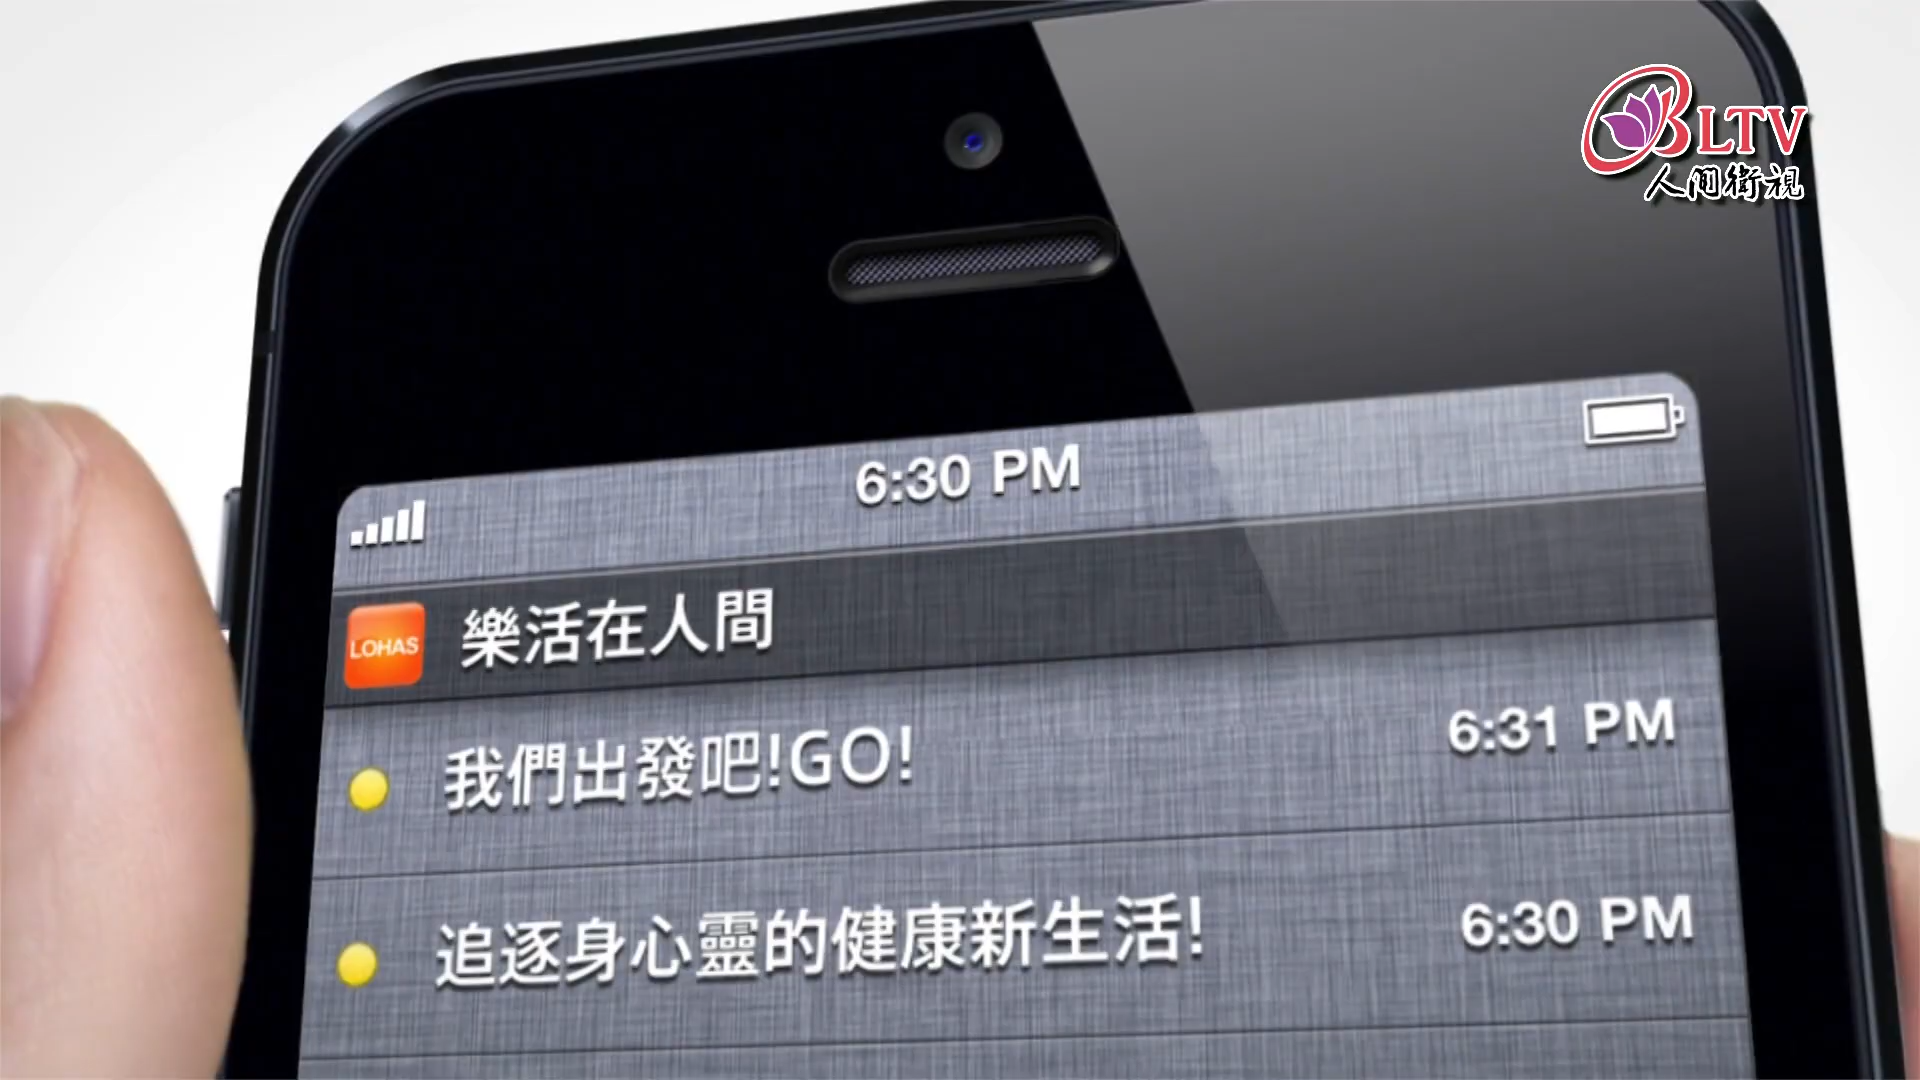 BLTV
人間衛視
6:30 PM
LOHAS 樂活在人間
我們出發吧!GO! 6:31 PM
追逐身心靈的健康新生活! 6:30 PM